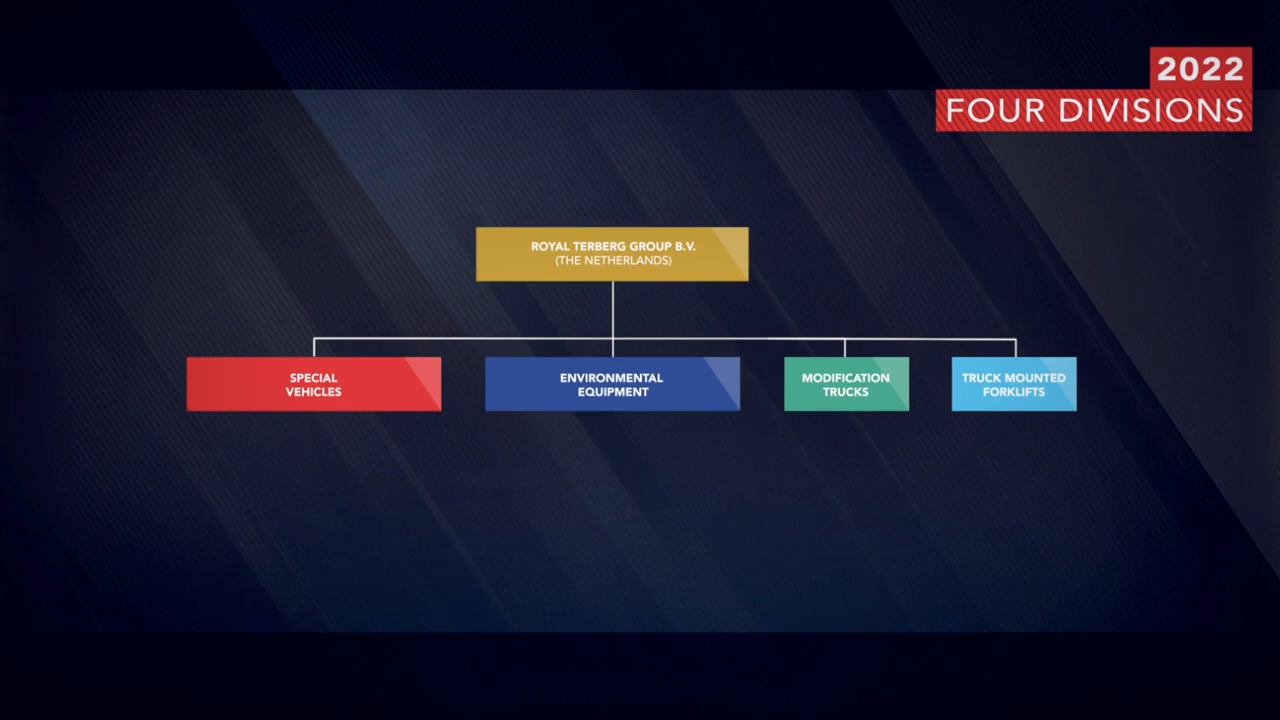 2022
FOUR DIVISIONS
ROYAL TERBERG GROUP B.V.
(THE NETHERLANDS)
SPECIAL
VEHICLES
ENVIRONMENTAL
EQUIPMENT
MODIFICATION
TRUCKS
TRUCK MOUNTED
FORKLIFTS